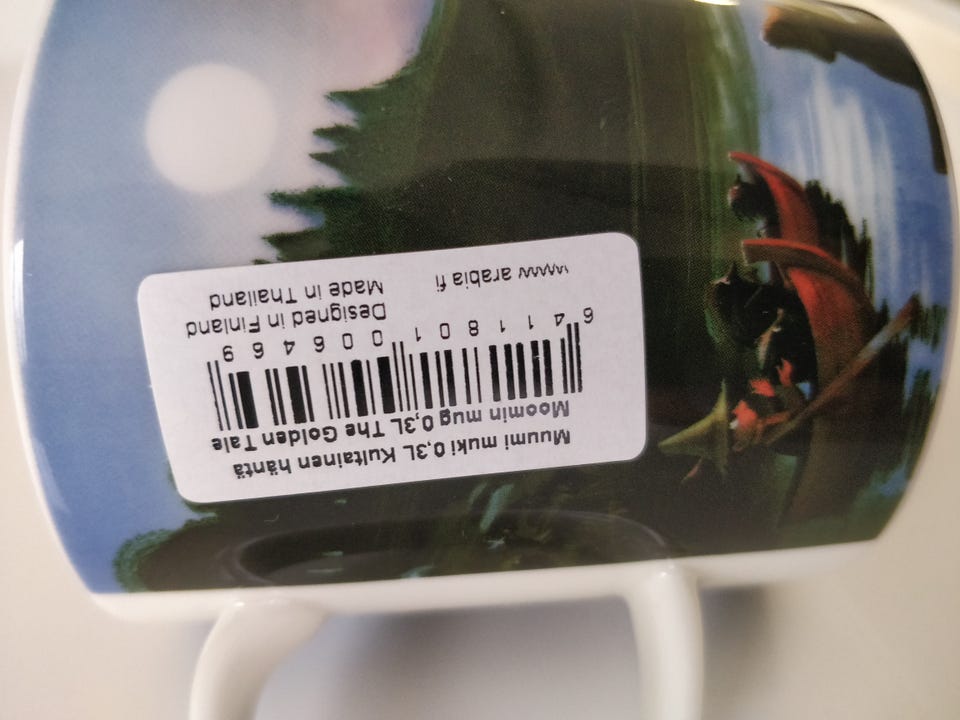 Muumi muki 0,3L Kultainen häntä
Moomin mug 0,3L The Golden Tale
6 411801 006469
Designed in Finland
Made in Thailand
www arabia fi